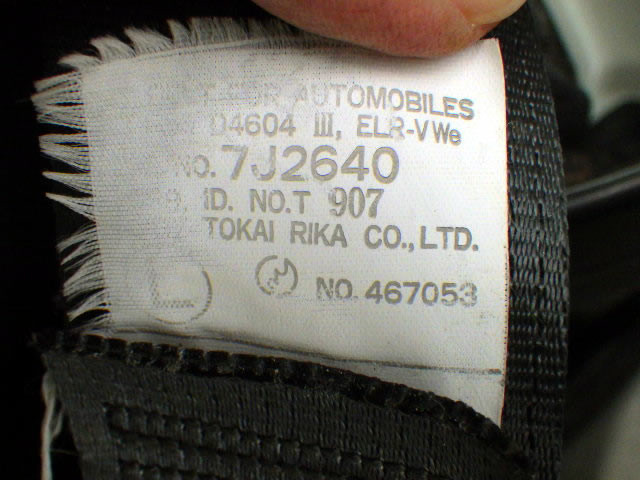 AUTOMOBILES
D4604 III, ELR-VWe
NO. 7J2640
ID. NO.T 907
TOKAI RIKA CO., LTD.
NO. 467053